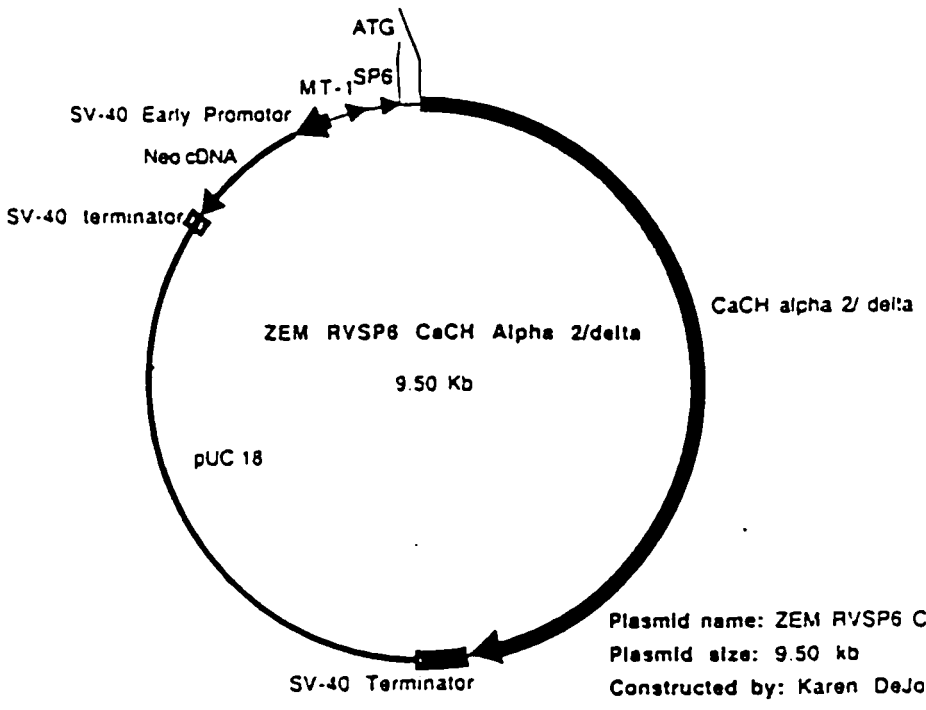 ATG
MT-1 SP6
SV-40 Early Promotor
Neo cDNA
SV-40 terminator
CaCH alpha 2/ delta
ZEM RVSP6 CaCH Alpha 2/delta
9.50 Kb
pUC 18
SV-40 Terminator
Plasmid name: ZEM RVSP6 C
Plasmid size: 9.50 kb
Constructed by: Karen DeJo